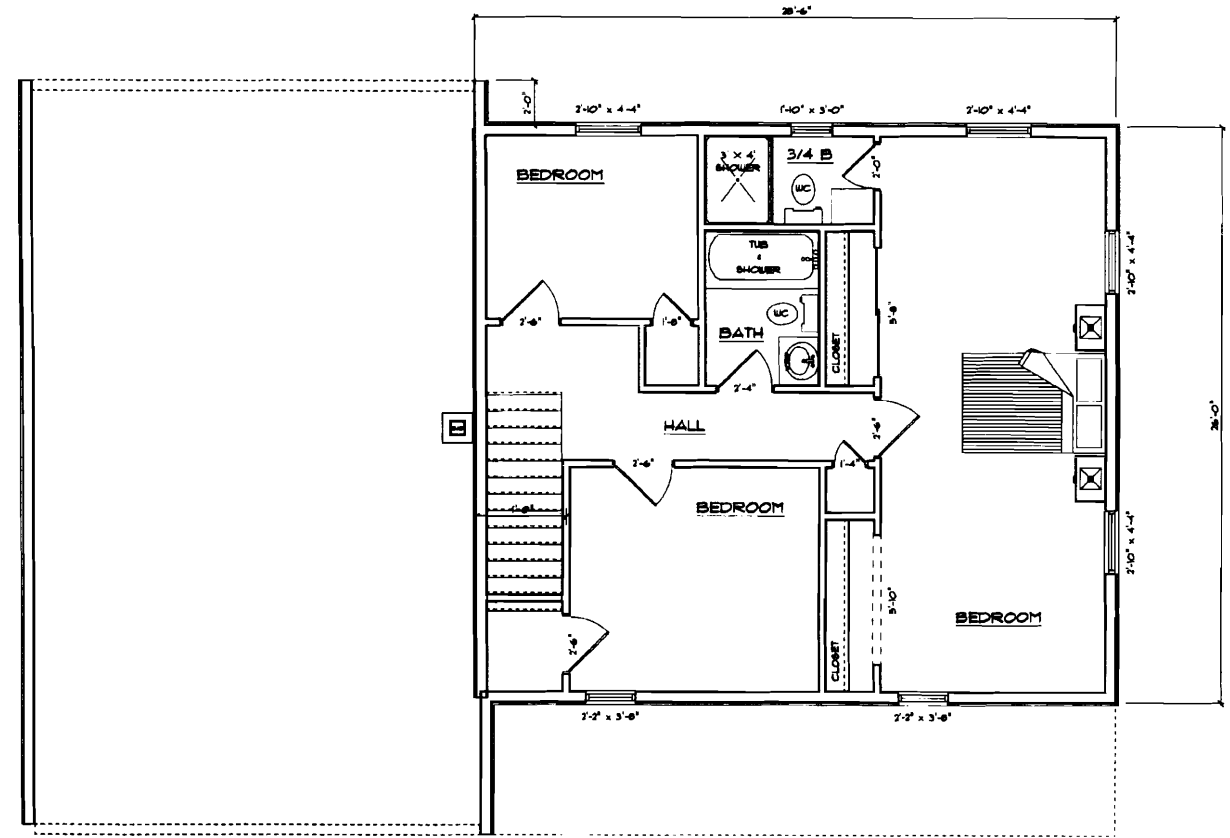 28'-6"
2'-0"
2'-10" x 4'-4"
1'-10" x 3'-0"
2'-10" x 4'-4"
BEDROOM
3 X 4'
SHOWER
3/4 B
WC
2'-0"
TUB
&
SHOWER
2'-10" x 4'-4"
WC
BATH
CLOSET
5'-8"
2'-6"
1'-8"
2'-4"
HALL
2'-6"
26'-0"
2'-6"
1'-4"
BEDROOM
2'-10" x 4'-4"
5'-10"
BEDROOM
2'-6"
CLOSET
2'-2" x 3'-8"
2'-2" x 3'-8"